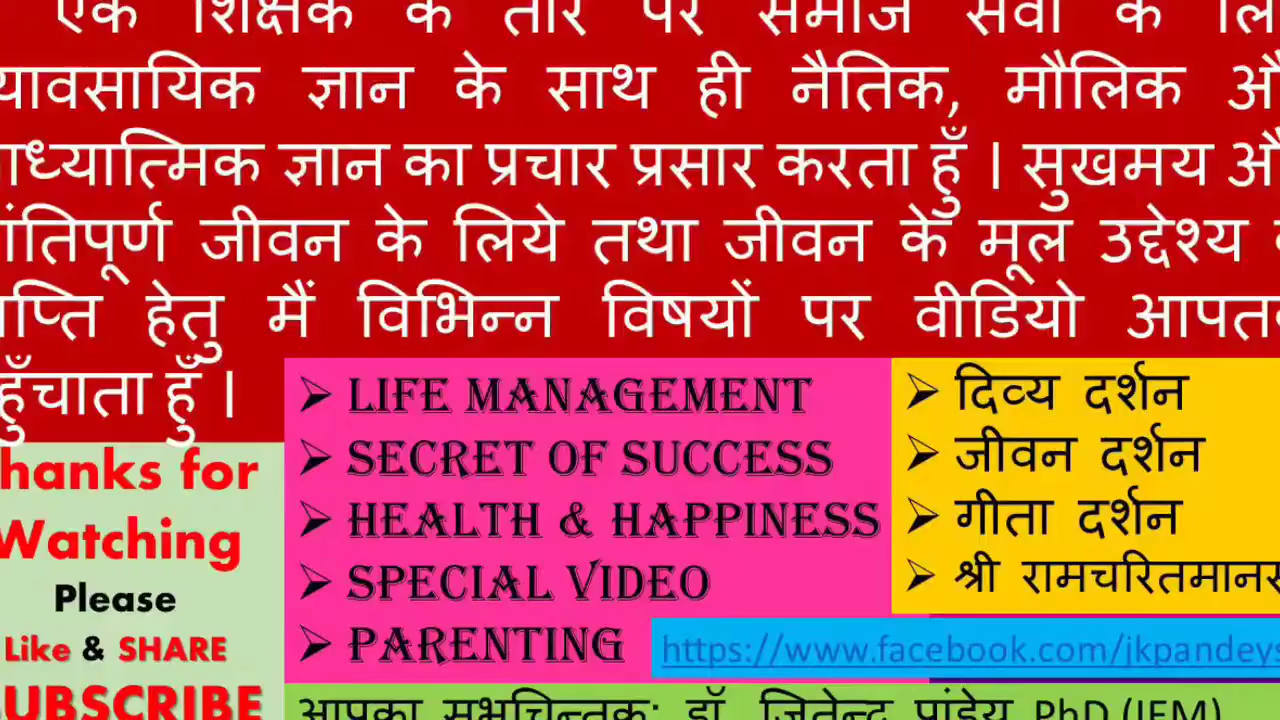 एक शिक्षक के तौर पर समाज सेवा के लि
यावसायिक ज्ञान के साथ ही नैतिक, मौलिक औ
ाध्यात्मिक ज्ञान का प्रचार प्रसार करता हुँ । सुखमय औ
ांतिपूर्ण जीवन के लिये तथा जीवन के मूल उद्देश्य
ाप्ति हेतु मैं विभिन्न विषयों पर वीडियो आपत
हुँचाता हुँ ।
hanks for
Watching
Please
Like & SHARE
SUBSCRIBE
➢ LIFE MANAGEMENT
➢ SECRET OF SUCCESS
➢ HEALTH & HAPPINESS
➢ SPECIAL VIDEO
➢ PARENTING
➢ दिव्य दर्शन
➢ जीवन दर्शन
➢ गीता दर्शन
➢ श्री रामचरितमानस
https://www.facebook.com/jkpandeys
आपका सुभचिन्तक: डॉ जितेन्द्र पांडेय PhD (IEM)